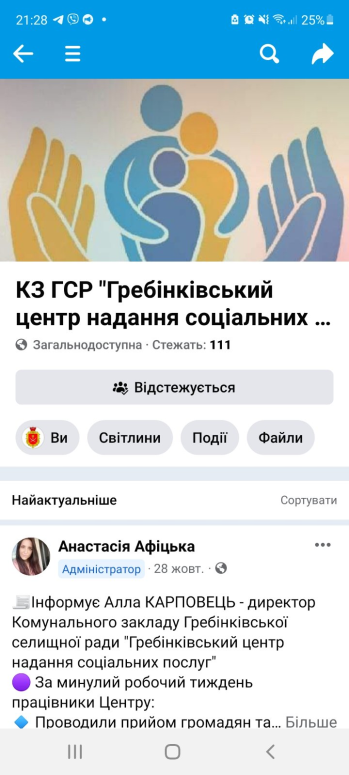 21:28
25%
КЗ ГСР "Гребінківський
центр надання соціальних ...
Загальнодоступна · Стежать: 111
Відстежується
Ви
Світлини
Події
Файли
Найактуальніше
Сортувати
Анастасія Афіцька
Адміністратор · 28 жовт. ·
Інформує Алла КАРПОВЕЦЬ - директор
Комунального закладу Гребінківської
селищної ради "Гребінківський центр
надання соціальних послуг"
За минулий робочий тиждень
працівники Центру:
Проводили прийом громадян та... Більше